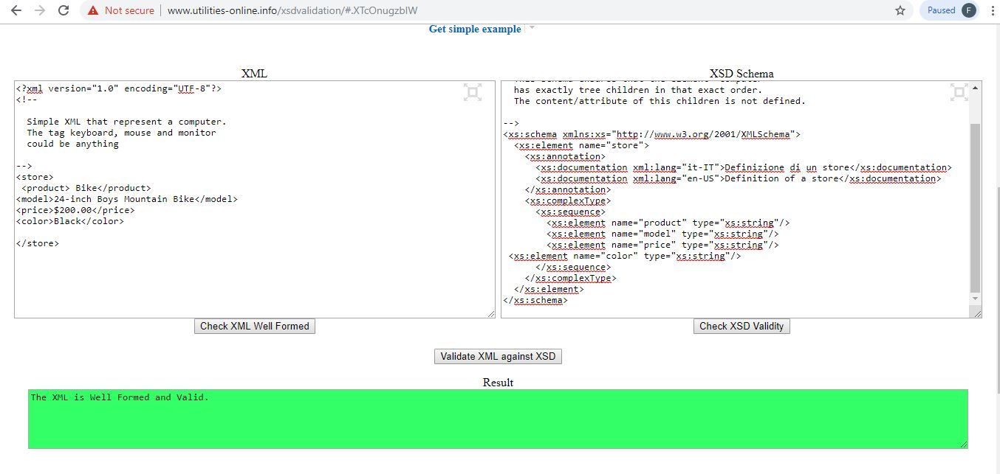 Not secure
www.utilities-online.info/xsdvalidation/#.XTcOnugzbIW
Paused
F
Get simple example
XML
<?xml version="1.0" encoding="UTF-8"?>
<!--
Simple XML that represent a computer.
The tag keyboard, mouse and monitor
could be anything
-->
<store>
<product> Bike</product>
<model>24-inch Boys Mountain Bike</model>
<price>$200.00</price>
<color>Black</color>
</store>
Check XML Well Formed
XSD Schema
This schema ensures that the element "computer"
has exactly tree children in that exact order.
The content/attribute of this children is not defined.
-->
<xs:schema xmlns:xs="http://www.w3.org/2001/XMLSchema">
<xs:element name="store">
<xs:annotation>
<xs:documentation xml:lang="it-IT">Definizione di un store</xs:documentation>
<xs:documentation xml:lang="en-US">Definition of a store</xs:documentation>
</xs:annotation>
<xs:complexType>
<xs:sequence>
<xs:element name="product" type="xs:string"/>
<xs:element name="model" type="xs:string"/>
<xs:element name="price" type="xs:string"/>
<xs:element name="color" type="xs:string"/>
</xs:sequence>
</xs:complexType>
</xs:element>
</xs:schema>
Check XSD Validity
Validate XML against XSD
Result
The XML is Well Formed and Valid.